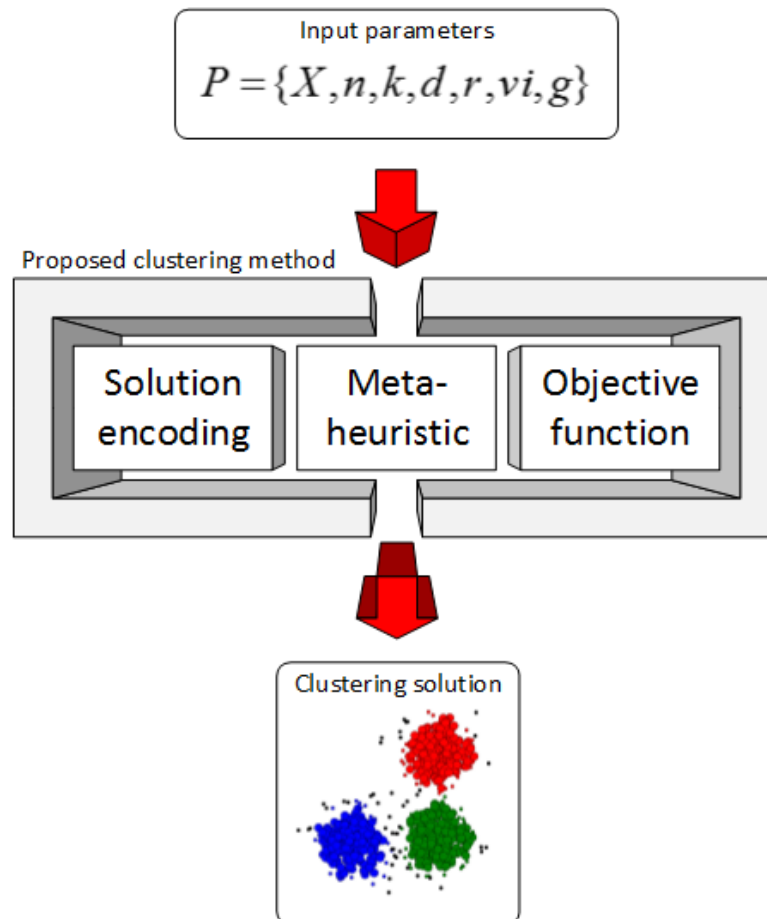 Input parameters
P = {X,n,k,d,r,vi,g}
Proposed clustering method
Solution
encoding
Meta-
heuristic
Objective
function
Clustering solution